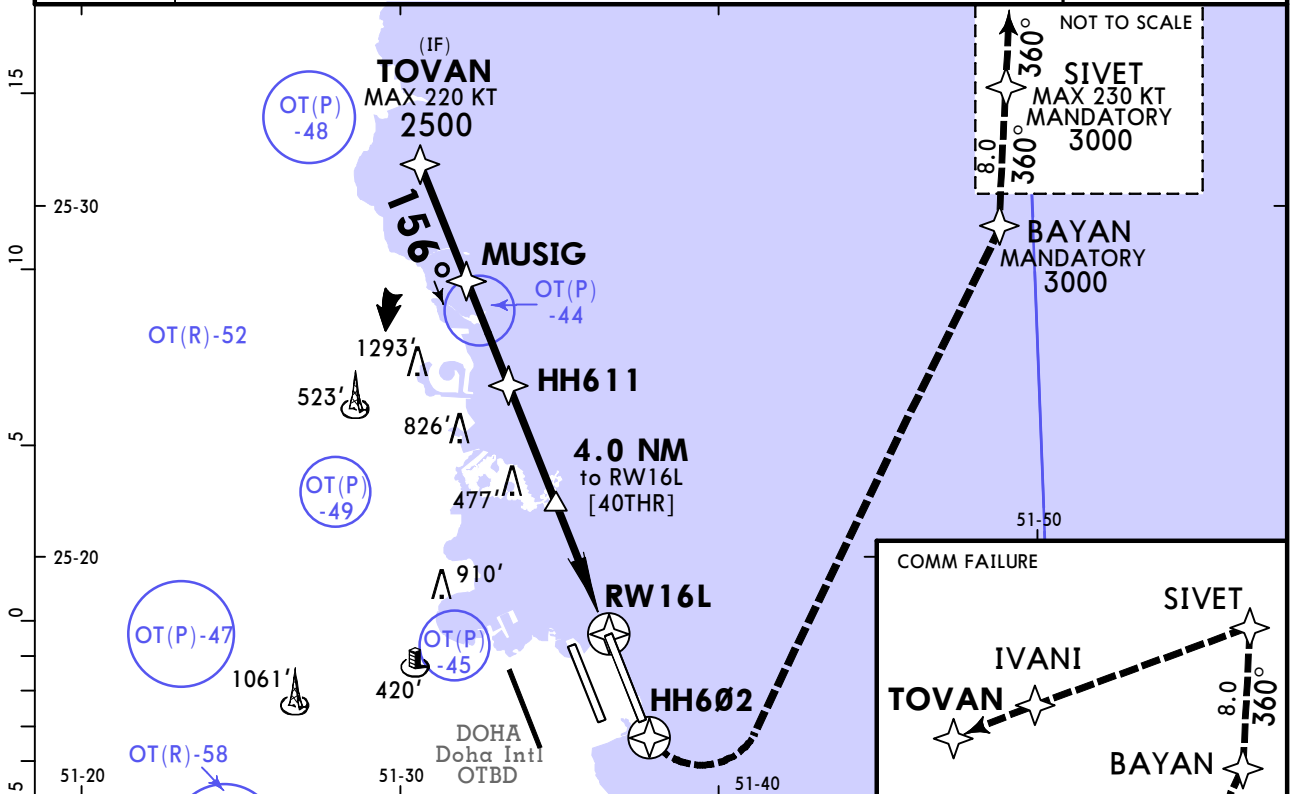 NOT TO SCALE
(IF)
TOVAN
MAX 220 KT
2500
360°
SIVET
MAX 230 KT
MANDATORY
3000
8.0
360°
OT(P)
-48
15
25-30
156°
BAYAN
MANDATORY
3000
MUSIG
10
OT(P)
-44
OT(R)-52
1293'
HH611
523'
826'
4.0 NM
to RW16L
[40THR]
5
477'
OT(P)
-49
51-50
25-20
COMM FAILURE
910'
RW16L
SIVET
0
OT(P)-47
OT(P)
-45
IVANI
1061'
420'
TOVAN
8.0
360°
HH6Ø2
DOHA
Doha Intl
OTBD
OT(R)-58
BAYAN
51-20
51-30
51-40
5